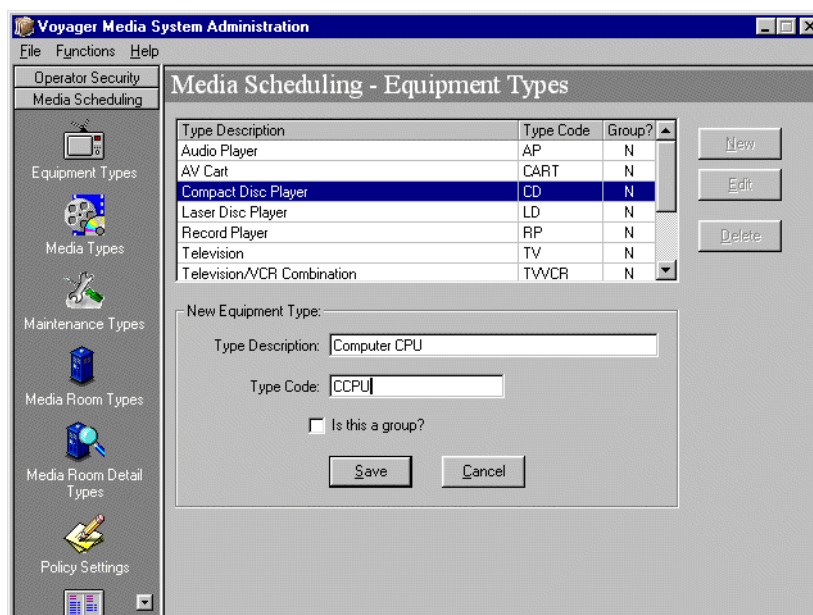 Voyager Media System Administration
File Functions Help
Operator Security
Media Scheduling
Equipment Types
Media Types
Maintenance Types
Media Room Types
Media Room Detail
Types
Policy Settings
Media Scheduling - Equipment Types
Type Description Type Code Group?
Audio Player AP N
AV Cart CART N
Compact Disc Player CD N
Laser Disc Player LD N
Record Player RP N
Television TV N
Television/VCR Combination TVVCR N
New
Edit
Delete
New Equipment Type:
Type Description: Computer CPU
Type Code: CCPU
Is this a group?
Save Cancel